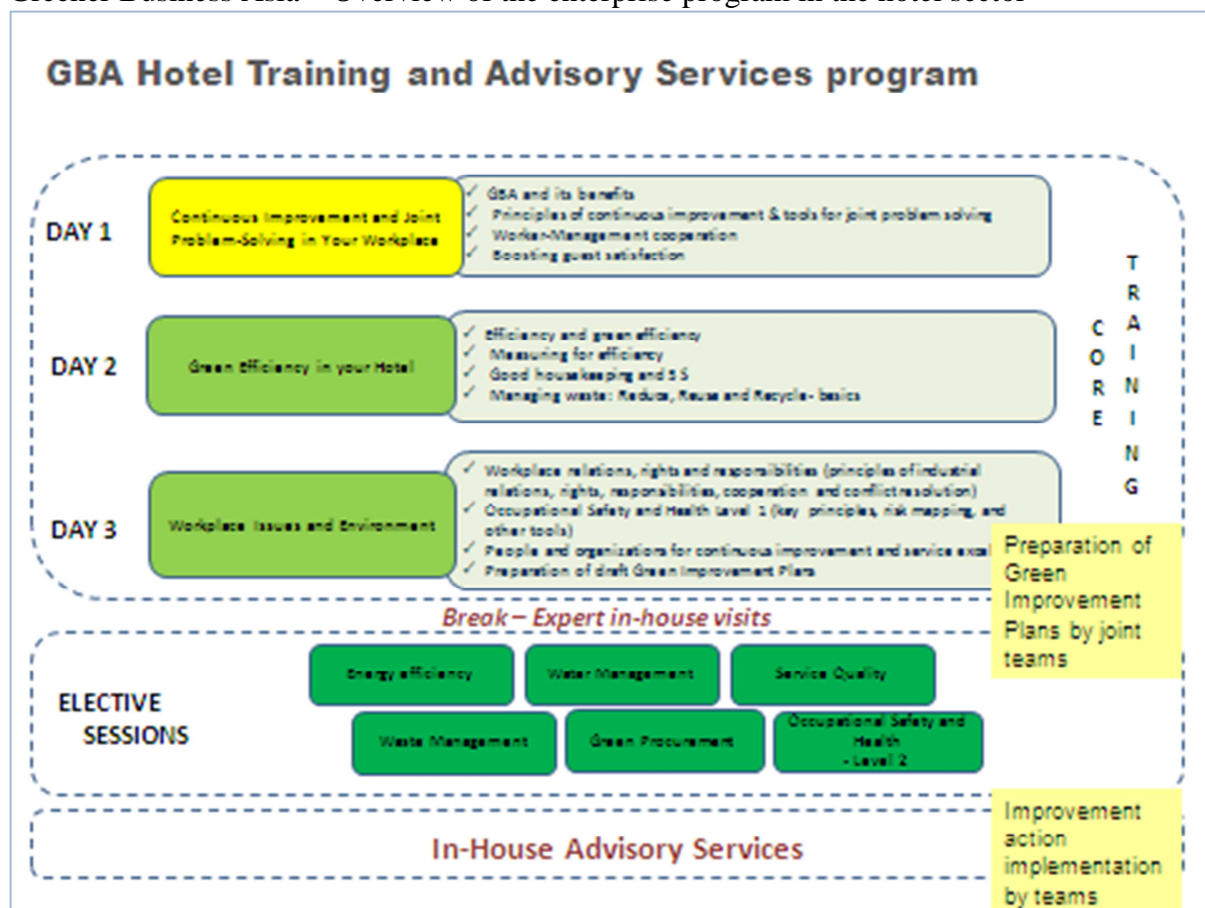 Greener Business Asia – Overview of the enterprise program in the hotel sector
GBA Hotel Training and Advisory Services program
DAY 1
Continuous Improvement and Joint
Problem-Solving in Your Workplace
✓ GBA and its benefits
✓ Principles of continuous improvement & tools for joint problem solving
✓ Worker-Management cooperation
✓ Boosting guest satisfaction
DAY 2
Green Efficiency in your Hotel
✓ Efficiency and green efficiency
✓ Measuring for efficiency
✓ Good housekeeping and 5 S
✓ Managing waste: Reduce, Reuse and Recycle- basics
DAY 3
Workplace Issues and Environment
✓ Workplace relations, rights and responsibilities (principles of industrial
relations, rights, responsibilities, cooperation and conflict resolution)
✓ Occupational Safety and Health Level 1 (key principles, risk mapping, and
other tools)
✓ People and organizations for continuous improvement and service excel
✓ Preparation of draft Green Improvement Plans
CORE
TRAINING
Preparation of
Green
Improvement
Plans by joint
teams
Break – Expert in-house visits
ELECTIVE
SESSIONS
Energy efficiency
Water Management
Service Quality
Waste Management
Green Procurement
Occupational Safety and
Health
- Level 2
In-House Advisory Services
Improvement
action
implementation
by teams